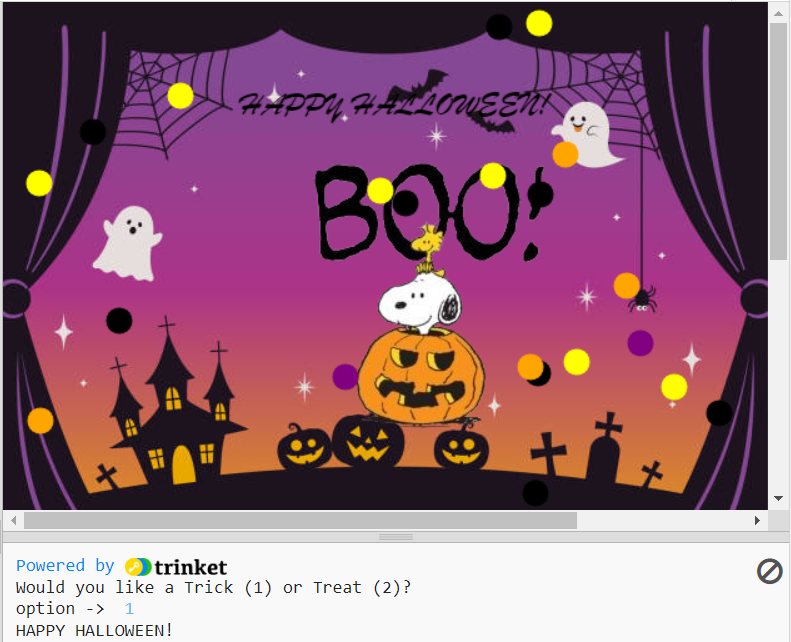 HAPPY HALLOWEEN!
BOO!
Powered by trinket
Would you like a Trick (1) or Treat (2)?
option -> 1
HAPPY HALLOWEEN!